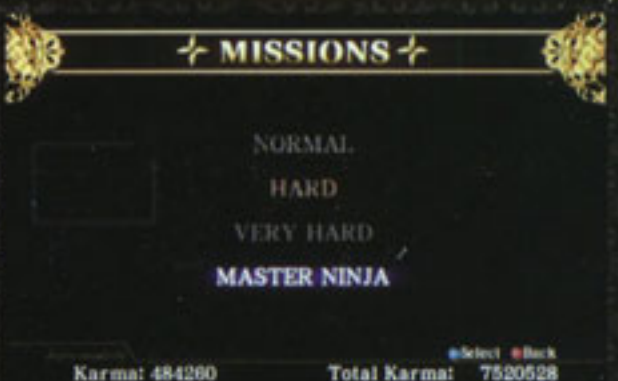 MISSIONS
NORMAL
HARD
VERY HARD
MASTER NINJA
Select Back
Karma: 484260 Total Karma: 7520528